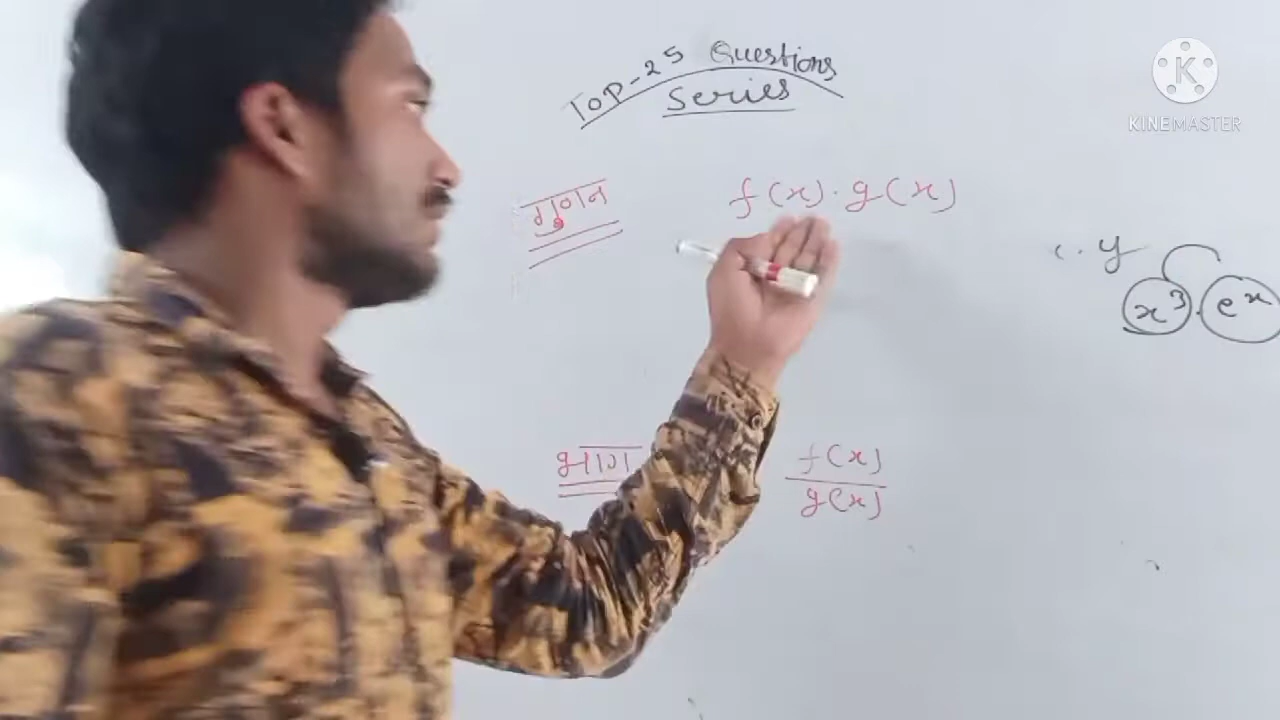 Top-25 Questions
Series
गुणन
f(x)·g(x)
y
x³·eˣ
भाग
f(x)
g(x)
KINEMASTER